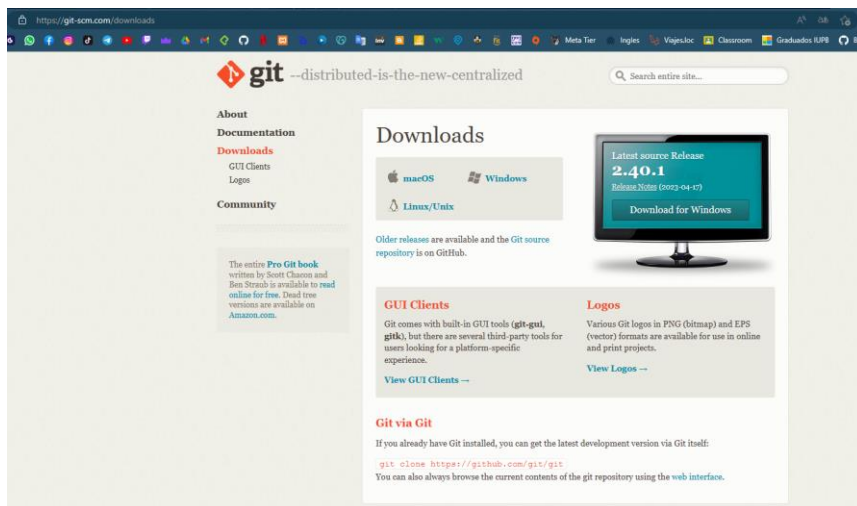 https://git-scm.com/downloads
Meta Tier
Ingles
ViajesJoc
Classroom
Graduados IUPB
git --distributed-is-the-new-centralized
Search entire site...
About
Documentation
Downloads
GUI Clients
Logos
Community
The entire Pro Git book
written by Scott Chacon and
Ben Straub is available to read
online for free. Dead tree
versions are available on
Amazon.com.
Downloads
macOS
Windows
Linux/Unix
Older releases are available and the Git source
repository is on GitHub.
Latest source Release
2.40.1
Release Notes (2023-04-17)
Download for Windows
GUI Clients
Git comes with built-in GUI tools (git-gui,
gitk), but there are several third-party tools for
users looking for a platform-specific
experience.
View GUI Clients →
Logos
Various Git logos in PNG (bitmap) and EPS
(vector) formats are available for use in online
and print projects.
View Logos →
Git via Git
If you already have Git installed, you can get the latest development version via Git itself:
git clone https://github.com/git/git
You can also always browse the current contents of the git repository using the web interface.